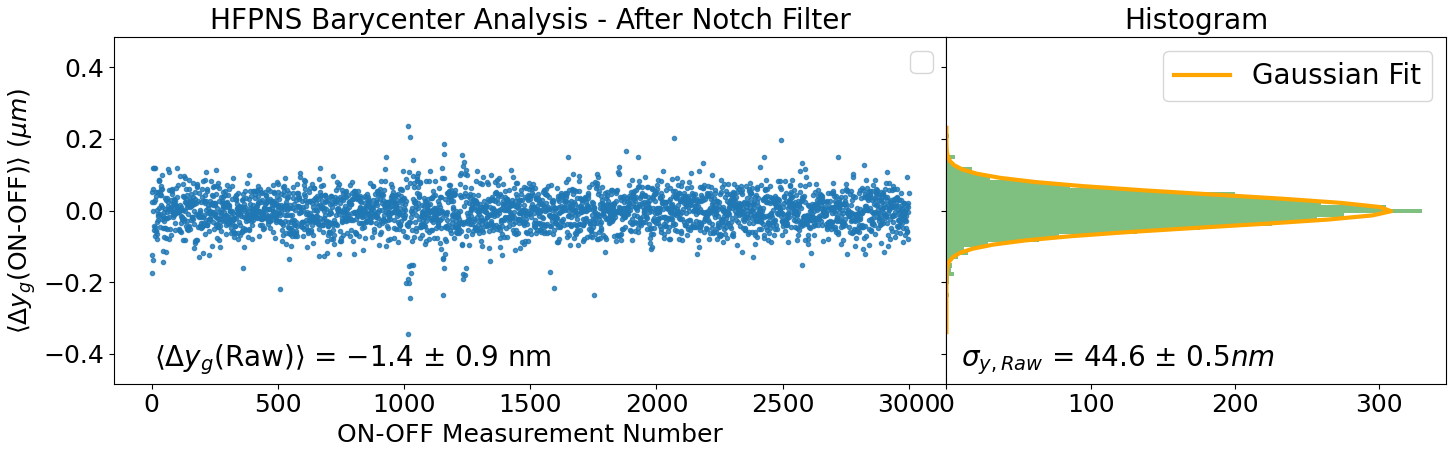 HFPNS Barycenter Analysis - After Notch Filter
Histogram
⟨Δy_g(ON-OFF)⟩ (μm)
0.4
0.2
0.0
−0.2
−0.4
Gaussian Fit
⟨Δy_g(Raw)⟩ = −1.4 ± 0.9 nm
σ_y,Raw = 44.6 ± 0.5nm
0 500 1000 1500 2000 2500 3000
0 100 200 300
ON-OFF Measurement Number